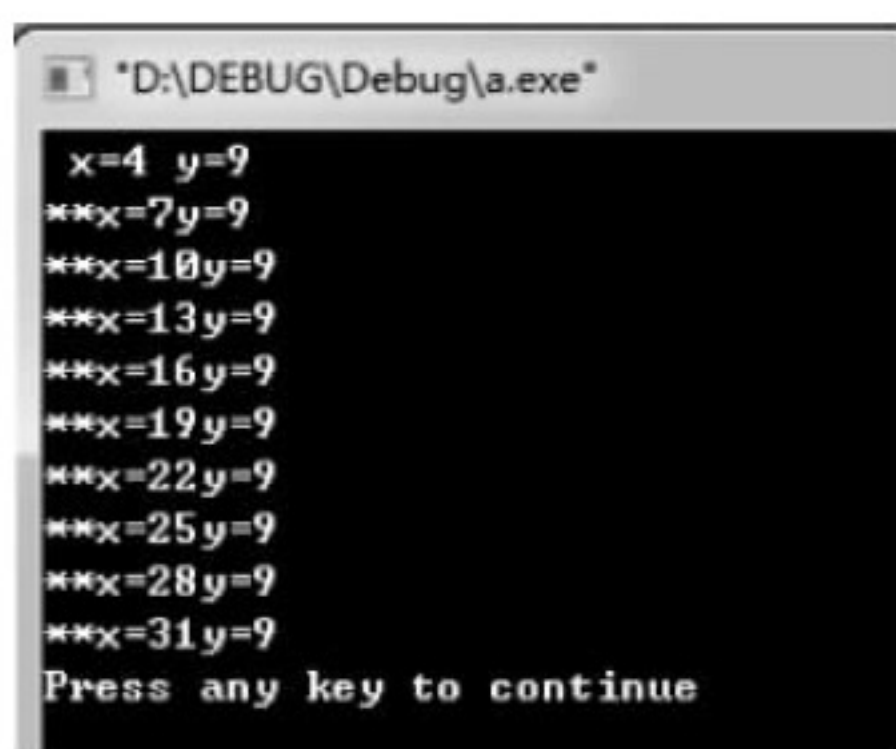 "D:\DEBUG\Debug\a.exe"
x=4 y=9
**x=7y=9
**x=10y=9
**x=13y=9
**x=16y=9
**x=19y=9
**x=22y=9
**x=25y=9
**x=28y=9
**x=31y=9
Press any key to continue